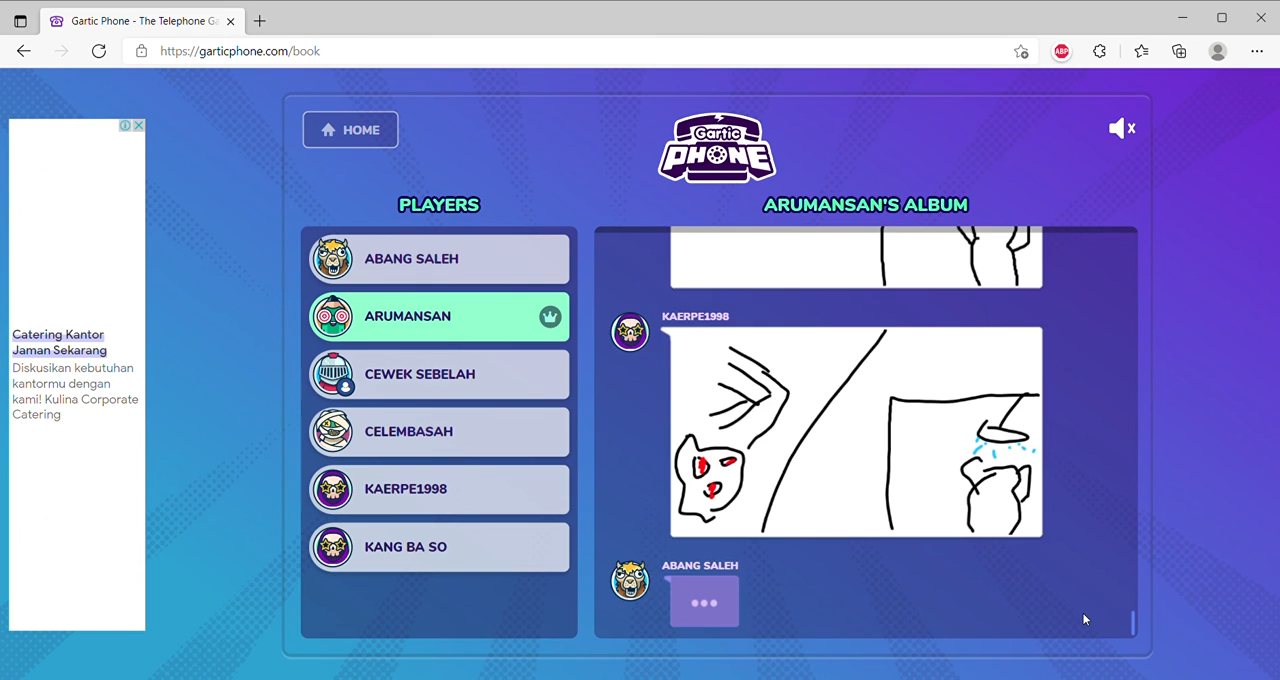 Gartic Phone - The Telephone Ga
https://garticphone.com/book
ABP
HOME
Gartic
PHONE
PLAYERS
ARUMANSAN'S ALBUM
ABANG SALEH
ARUMANSAN
CEWEK SEBELAH
CELEMBASAH
KAERPE1998
KANG BA SO
KAERPE1998
ABANG SALEH
Catering Kantor
Jaman Sekarang
Diskusikan kebutuhan
kantormu dengan
kami! Kulina Corporate
Catering